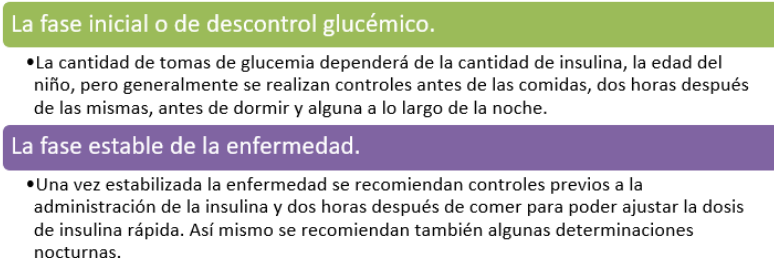 La fase inicial o de descontrol glucémico.
•La cantidad de tomas de glucemia dependerá de la cantidad de insulina, la edad del
niño, pero generalmente se realizan controles antes de las comidas, dos horas después
de las mismas, antes de dormir y alguna a lo largo de la noche.
La fase estable de la enfermedad.
•Una vez estabilizada la enfermedad se recomiendan controles previos a la
administración de la insulina y dos horas después de comer para poder ajustar la dosis
de insulina rápida. Así mismo se recomiendan también algunas determinaciones
nocturnas.